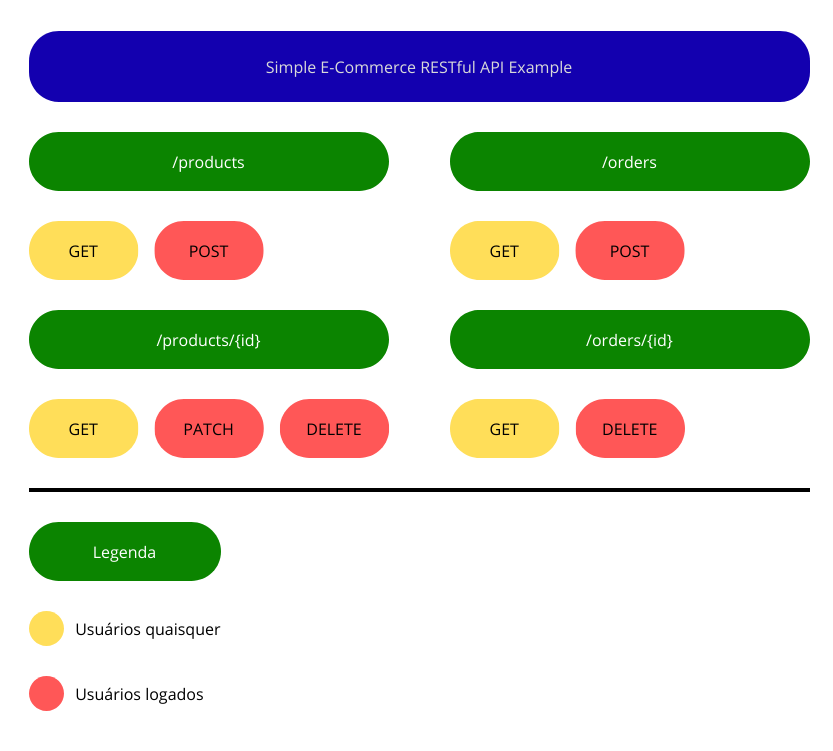 Simple E-Commerce RESTful API Example
/products
/orders
GET
POST
GET
POST
/products/{id}
/orders/{id}
GET
PATCH
DELETE
GET
DELETE
Legenda
Usuários quaisquer
Usuários logados